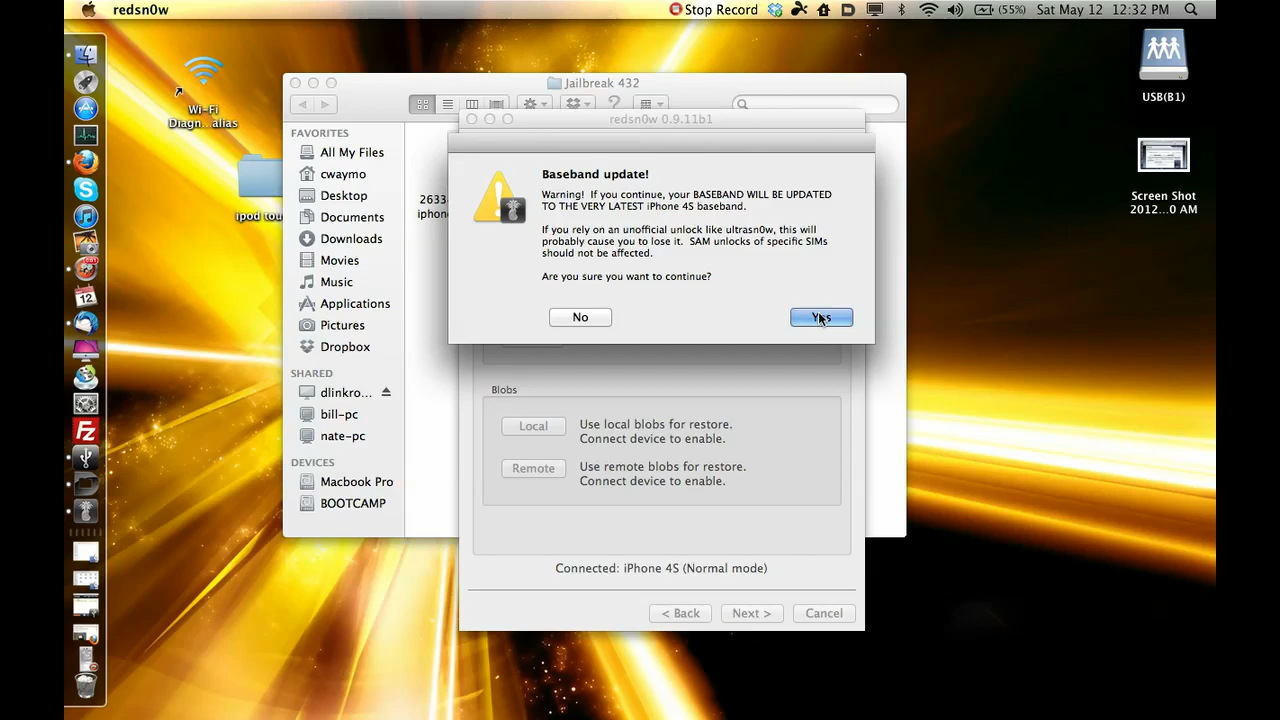 redsn0w
Stop Record
(55%)
Sat May 12 12:32 PM
Wi-Fi
Diagn...alias
Jailbreak 432
redsn0w 0.9.11b1
USB(B1)
Screen Shot
2012...0 AM
FAVORITES
All My Files
cwaymo
Desktop
Documents
Downloads
Movies
Music
Applications
Pictures
Dropbox
SHARED
dlinkro...
bill-pc
nate-pc
DEVICES
Macbook Pro
BOOTCAMP
ipod tou
2633
iphon
Baseband update!
Warning! If you continue, your BASEBAND WILL BE UPDATED
TO THE VERY LATEST iPhone 4S baseband.
If you rely on an unofficial unlock like ultrasn0w, this will
probably cause you to lose it. SAM unlocks of specific SIMs
should not be affected.
Are you sure you want to continue?
No
Yes
Blobs
Local
Use local blobs for restore.
Connect device to enable.
Remote
Use remote blobs for restore.
Connect device to enable.
Connected: iPhone 4S (Normal mode)
< Back
Next >
Cancel
12
FZ